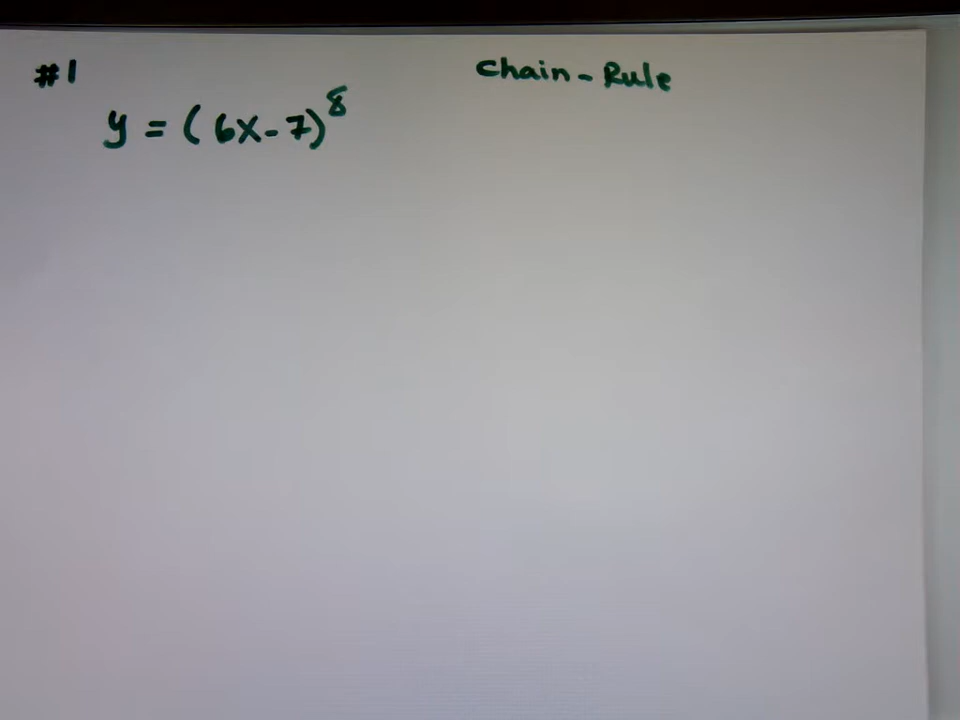 #1 Chain-Rule
y = (6x-7)^8